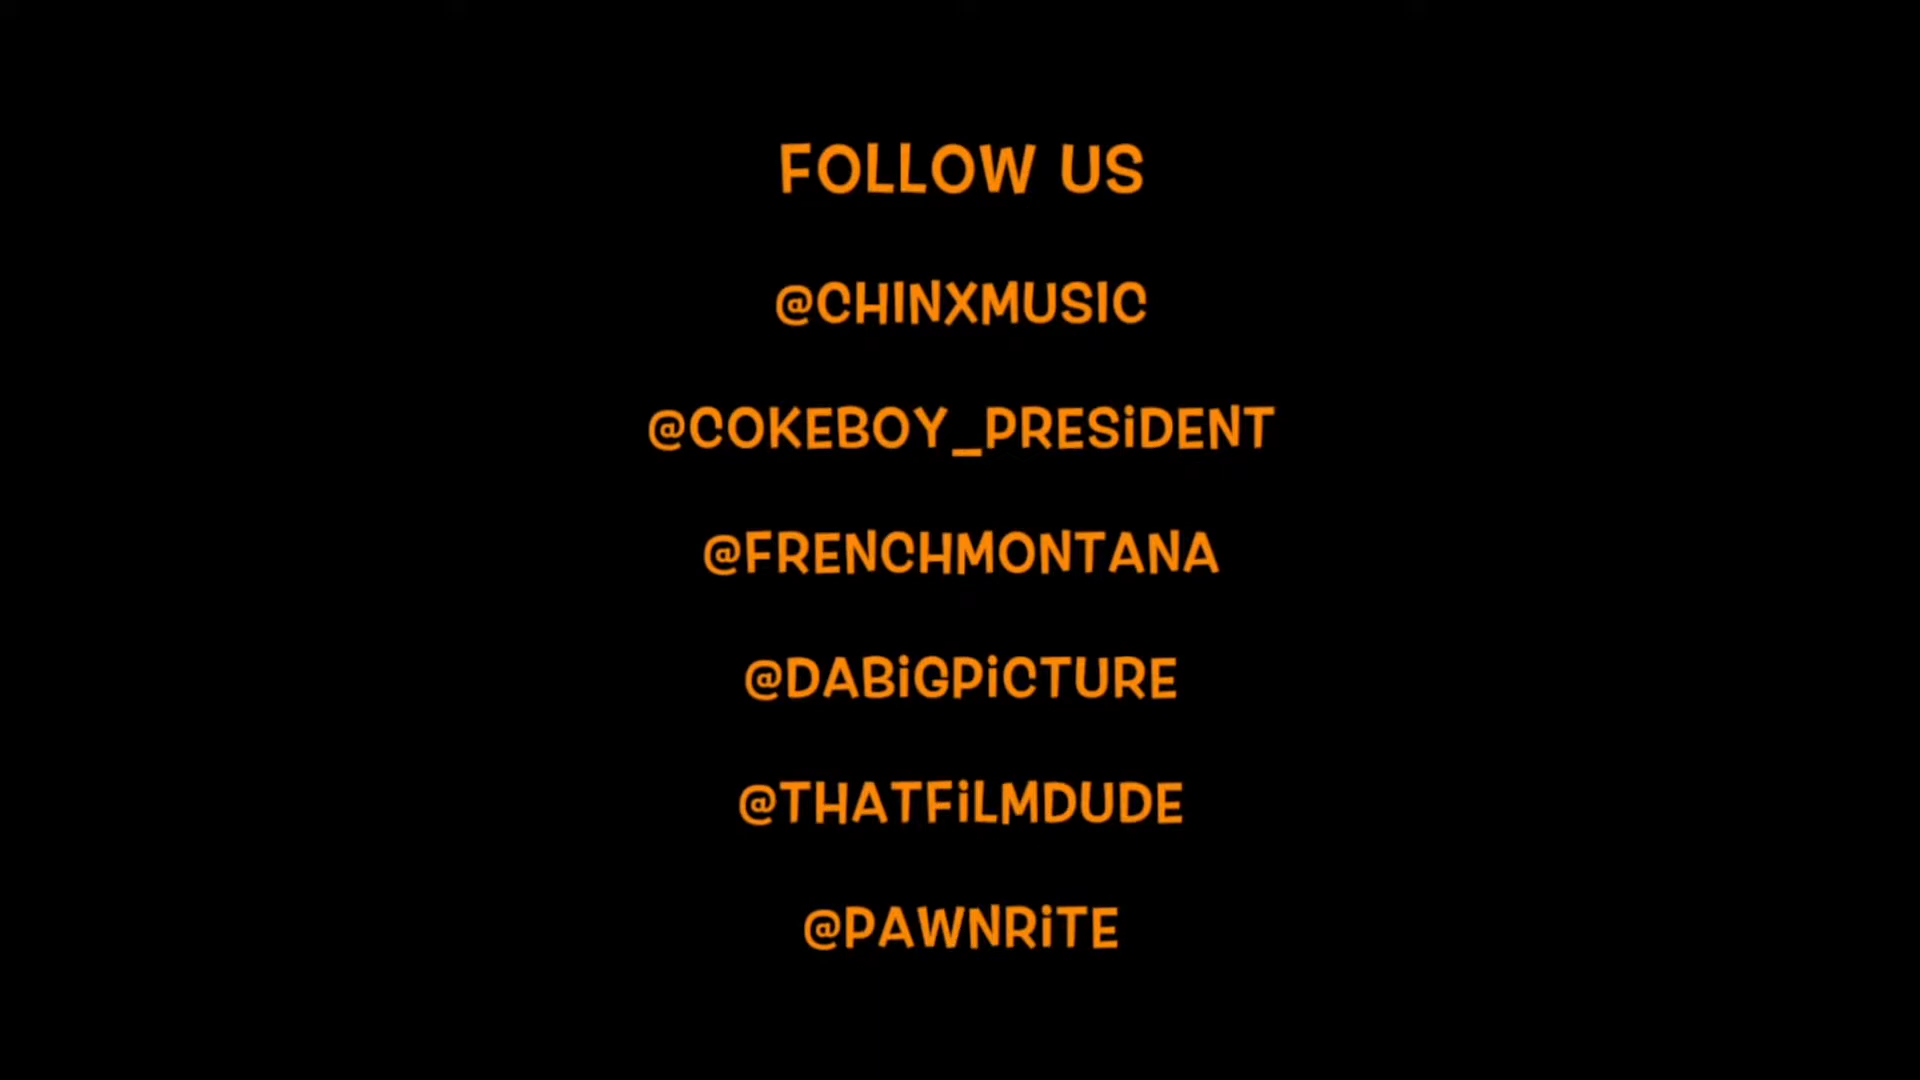 FOLLOW US
@CHINXMUSIC
@COKEBOY_PRESiDENT
@FRENCHMONTANA
@DABiGPiCTURE
@THATFiLMDUDE
@PAWNRiTE